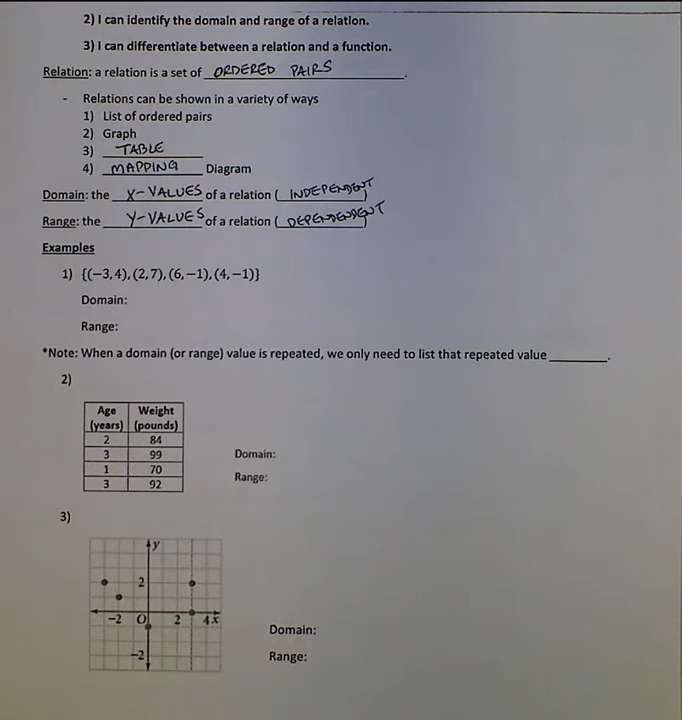 2) I can identify the domain and range of a relation.
3) I can differentiate between a relation and a function.
Relation: a relation is a set of ORDERED PAIRS.
- Relations can be shown in a variety of ways
1) List of ordered pairs
2) Graph
3) TABLE
4) MAPPING Diagram
Domain: the X-VALUES of a relation ( INDEPENDENT )
Range: the Y-VALUES of a relation ( DEPENDENDENT )
Examples
1) {(−3, 4), (2, 7), (6, −1), (4, −1)}
Domain:
Range:
*Note: When a domain (or range) value is repeated, we only need to list that repeated value ________.
2)
Age (years) Weight (pounds)
2 84
3 99
1 70
3 92
Domain:
Range:
3)
y
2
−2 O 2 4 x
−2
Domain:
Range: